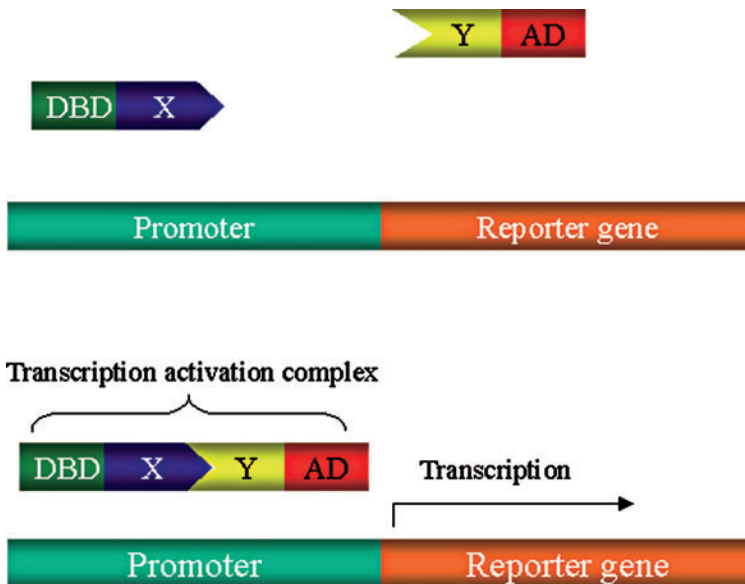 Y AD
DBD X
Promoter Reporter gene
Transcription activation complex
DBD X Y AD
Transcription
Promoter Reporter gene